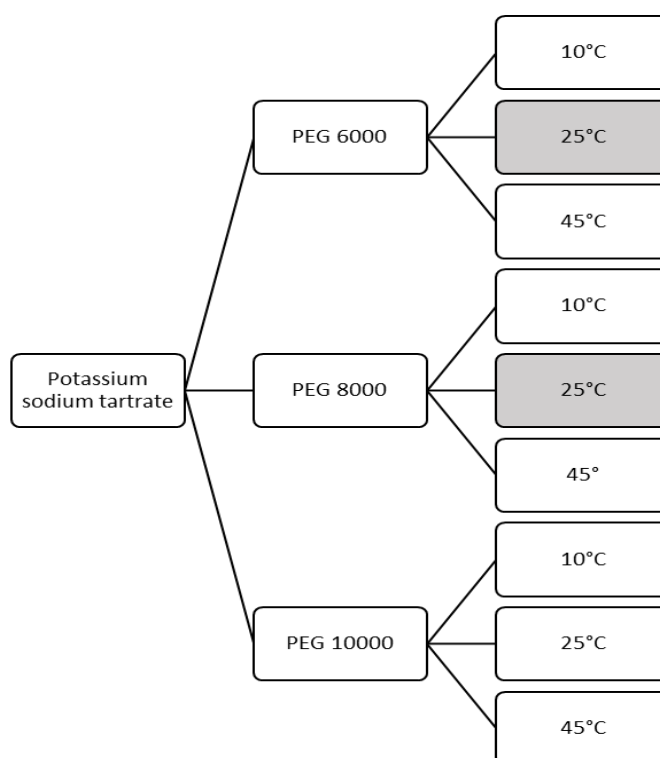 Potassium
sodium tartrate
PEG 6000
10°C
25°C
45°C
PEG 8000
10°C
25°C
45°
PEG 10000
10°C
25°C
45°C